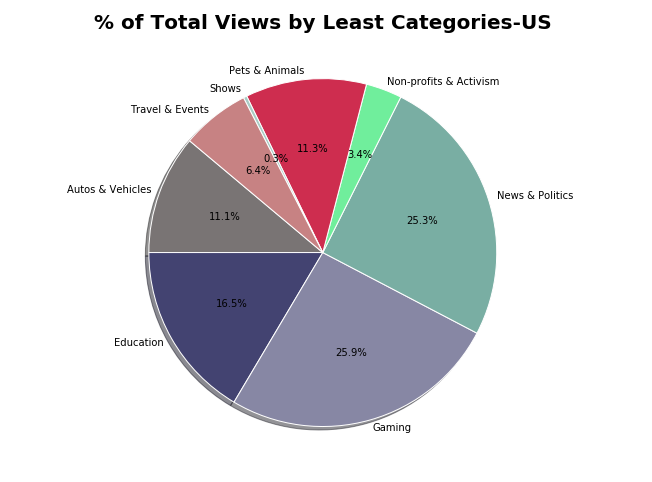 % of Total Views by Least Categories-US
Pets & Animals
Non-profits & Activism
Shows
Travel & Events
11.3%
3.4%
0.3%
6.4%
Autos & Vehicles
News & Politics
11.1%
25.3%
16.5%
Education
25.9%
Gaming